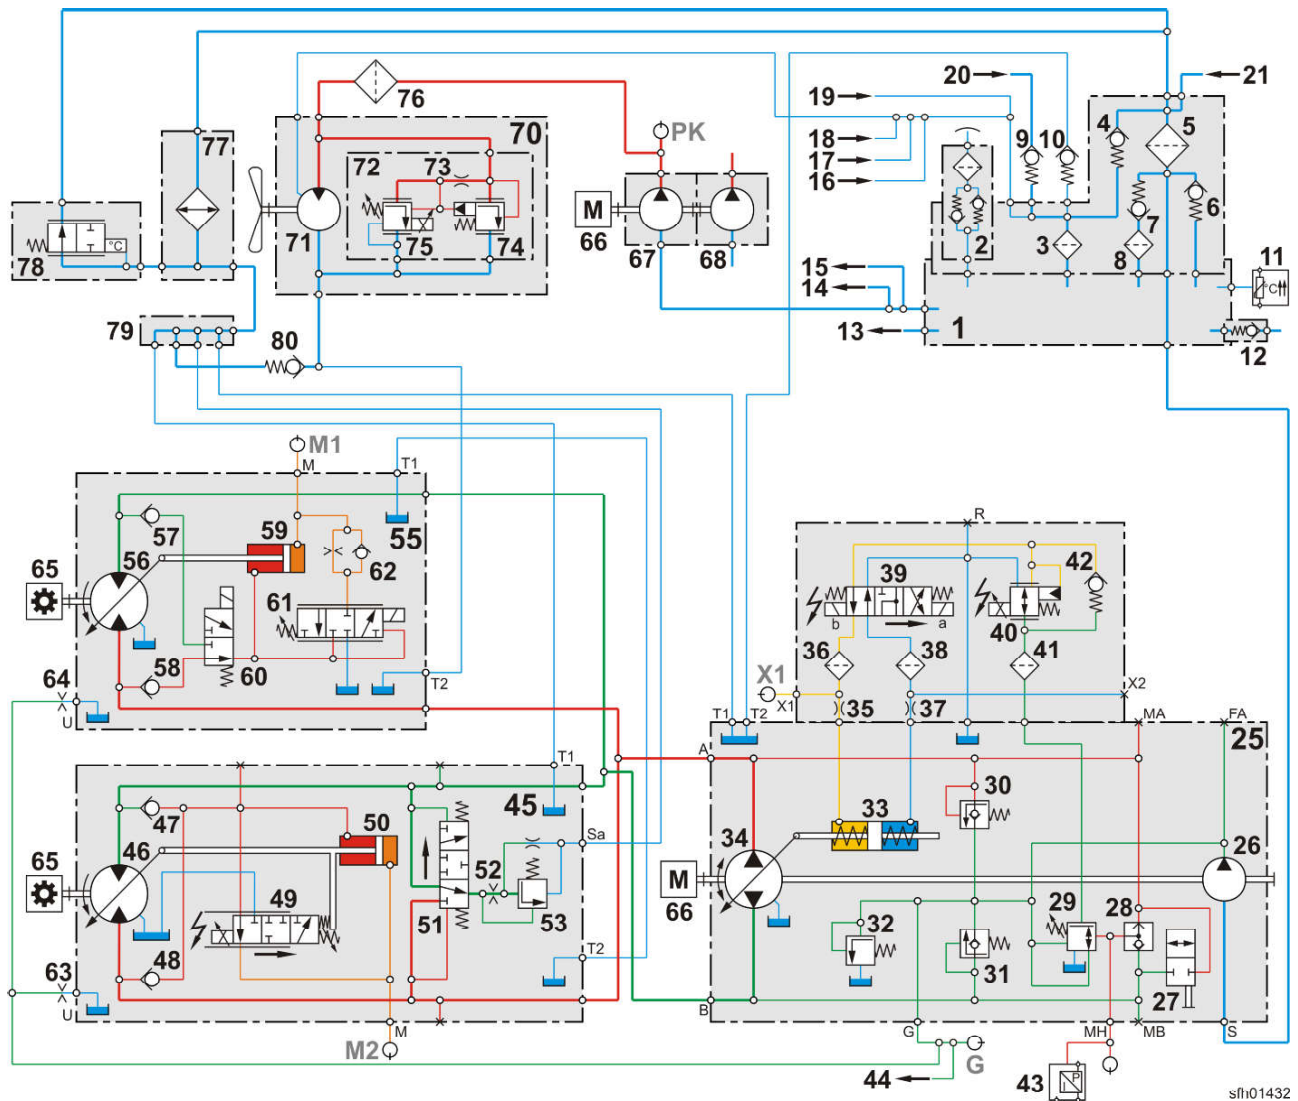 20 21
19
18
17
16
9 10 4 5
PK
76
70
77
72 73
M
66
67 68
71
75 74
78 °C
2 3 7 8 6
11
°C
15
14
13
1
12
79
80
M1
M
T1
57
59
55
56
65
62
61
58
60
64
U
T2
R
42
39
b a
40
36 38 41
X1
X1
X2
35 37
T1 T2
MA FA
25
A
30
33
34
26
M
66
29 28
32
31
27
B
G
MH MB S
T1
45
47
50
Sa
46
65
52
49
51
53
48
T2
63
U
M
M2
G
44
43
P
I
sfh01432